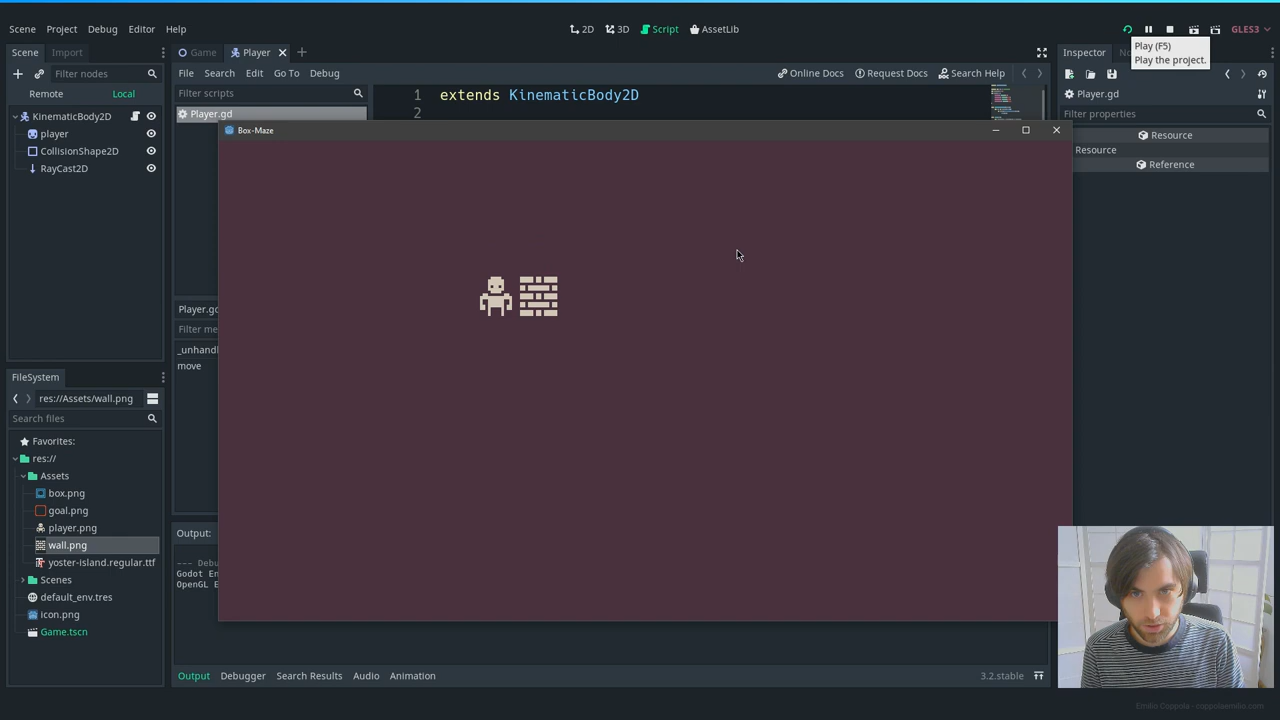 Scene Project Debug Editor Help
2D 3D Script AssetLib
GLES3
Play (F5)
Play the project.
Scene Import
Filter nodes
Remote Local
KinematicBody2D
player
CollisionShape2D
RayCast2D
Game Player
File Search Edit Go To Debug
Online Docs Request Docs Search Help
Filter scripts
Player.gd
1 extends KinematicBody2D
2
Inspector
Player.gd
Filter properties
Resource
Resource
Reference
Box-Maze
Player.gd
Filter me
_unhandl
move
FileSystem
res://Assets/wall.png
Search files
Favorites:
res://
Assets
box.png
goal.png
player.png
wall.png
yoster-island.regular.ttf
Scenes
default_env.tres
icon.png
Game.tscn
Output:
--- Debu
Godot En
OpenGL E
Output Debugger Search Results Audio Animation
3.2.stable
Emilio Coppola - coppolaemilio.com